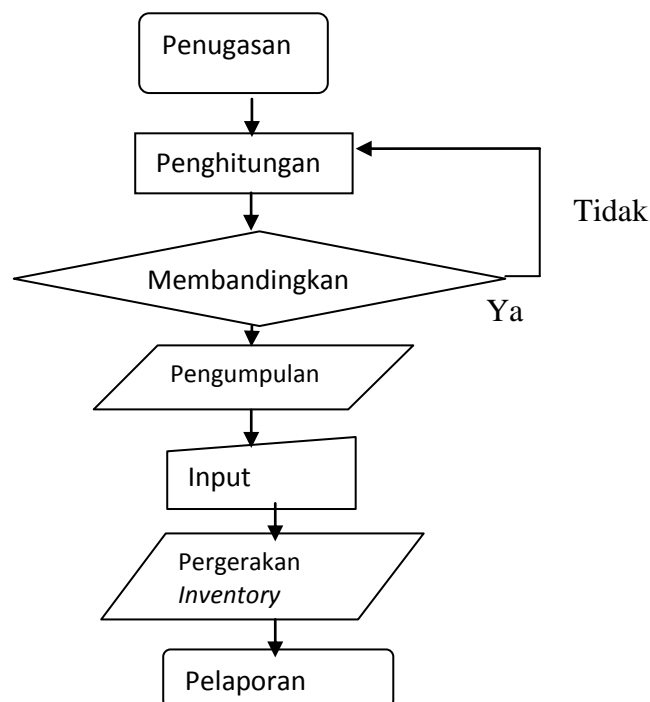 Penugasan
Penghitungan
Tidak
Membandingkan
Ya
Pengumpulan
Input
Pergerakan
Inventory
Pelaporan